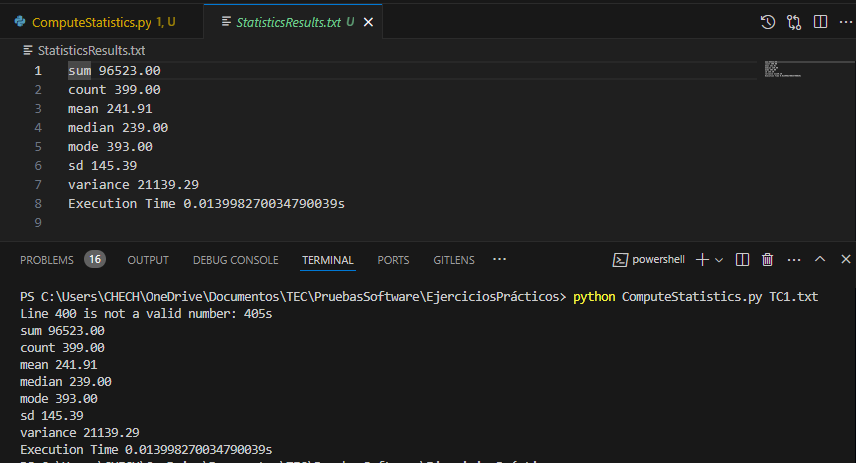 ComputeStatistics.py 1, U StatisticsResults.txt U
StatisticsResults.txt
1 sum 96523.00
2 count 399.00
3 mean 241.91
4 median 239.00
5 mode 393.00
6 sd 145.39
7 variance 21139.29
8 Execution Time 0.013998270034790039s
9
PROBLEMS 16 OUTPUT DEBUG CONSOLE TERMINAL PORTS GITLENS ... powershell
PS C:\Users\CHECH\OneDrive\Documentos\TEC\PruebasSoftware\EjerciciosPrácticos> python ComputeStatistics.py TC1.txt
Line 400 is not a valid number: 405s
sum 96523.00
count 399.00
mean 241.91
median 239.00
mode 393.00
sd 145.39
variance 21139.29
Execution Time 0.013998270034790039s